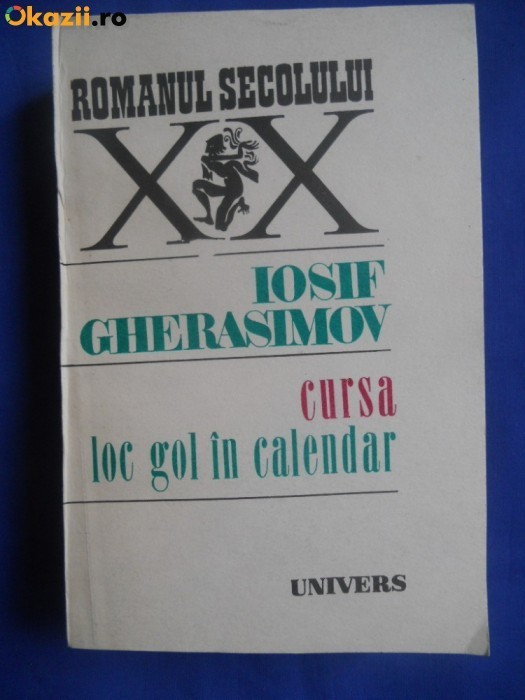 Okazii.ro
ROMANUL SECOLULUI
XX
IOSIF
GHERASIMOV
cursa
loc gol în calendar
UNIVERS